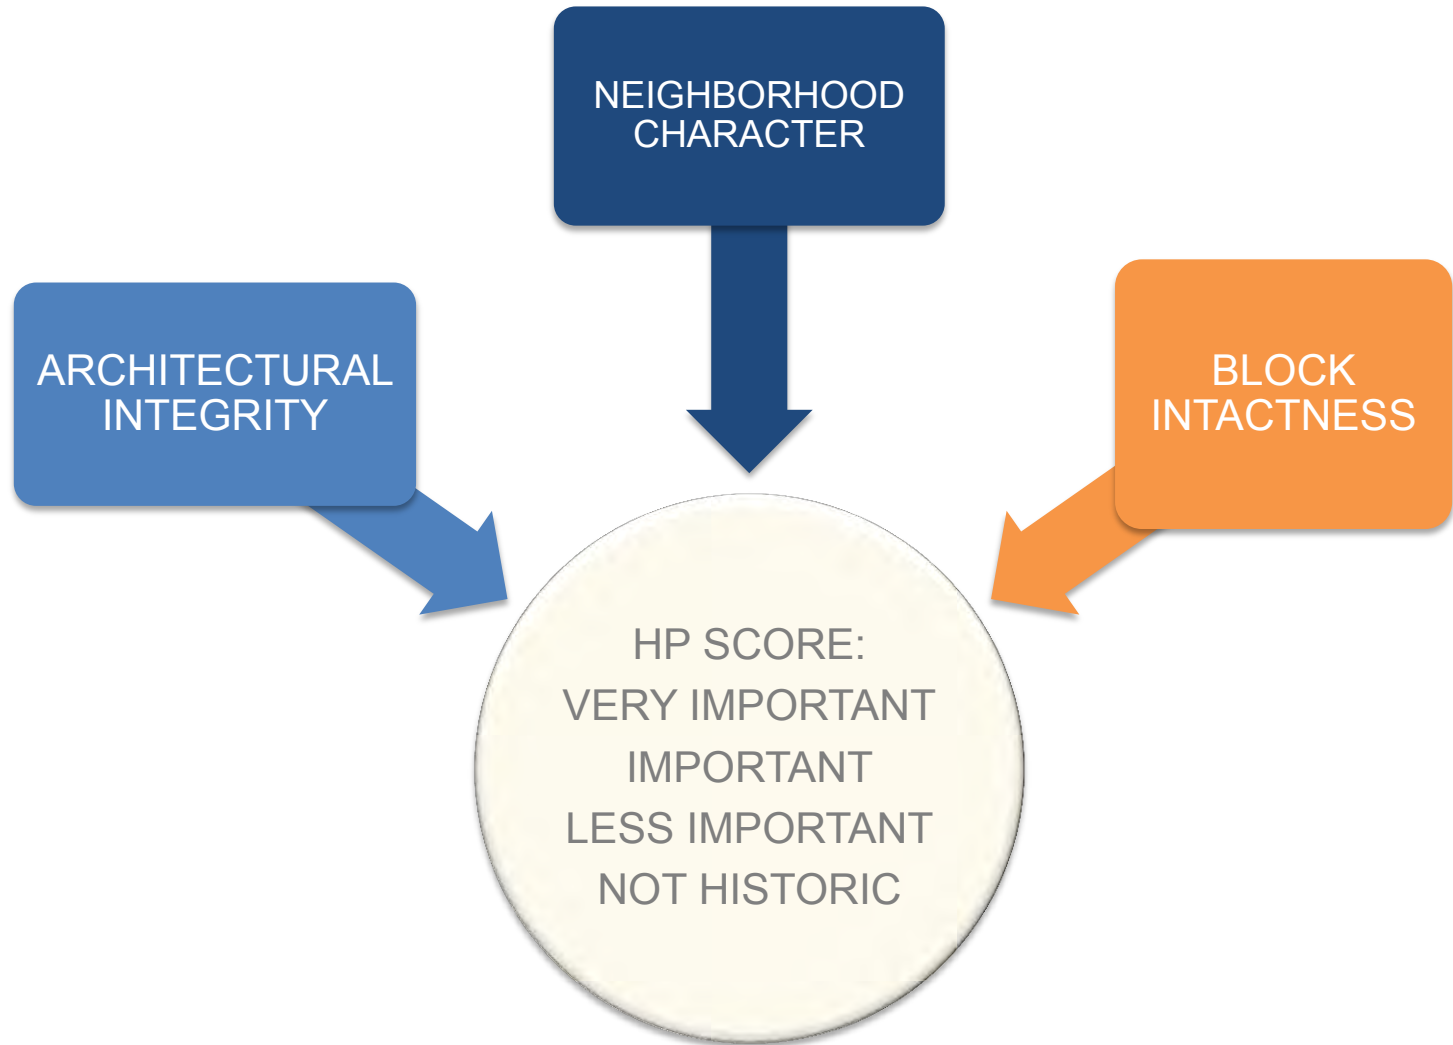 NEIGHBORHOOD
CHARACTER
ARCHITECTURAL
INTEGRITY
BLOCK
INTACTNESS
HP SCORE:
VERY IMPORTANT
IMPORTANT
LESS IMPORTANT
NOT HISTORIC